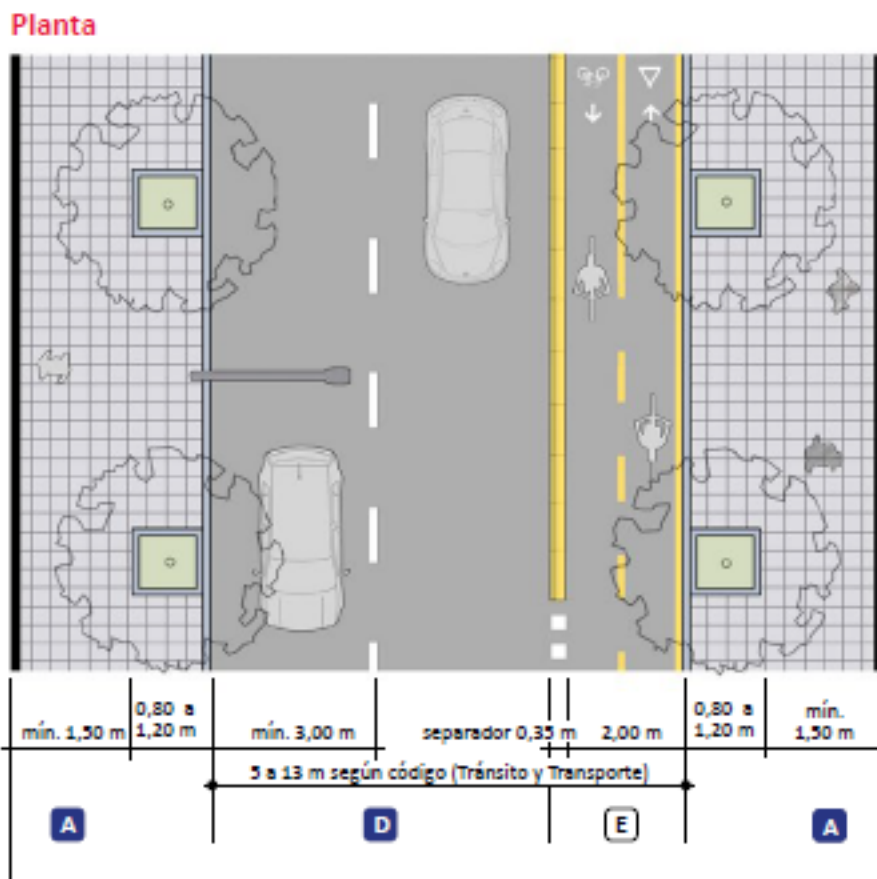 Planta
0,80 a
1,20 m
mín. 1,50 m
mín. 3,00 m
separador 0,35 m
2,00 m
0,80 a
1,20 m
mín.
1,50 m
5 a 13 m según código (Tránsito y Transporte)
A
D
E
A